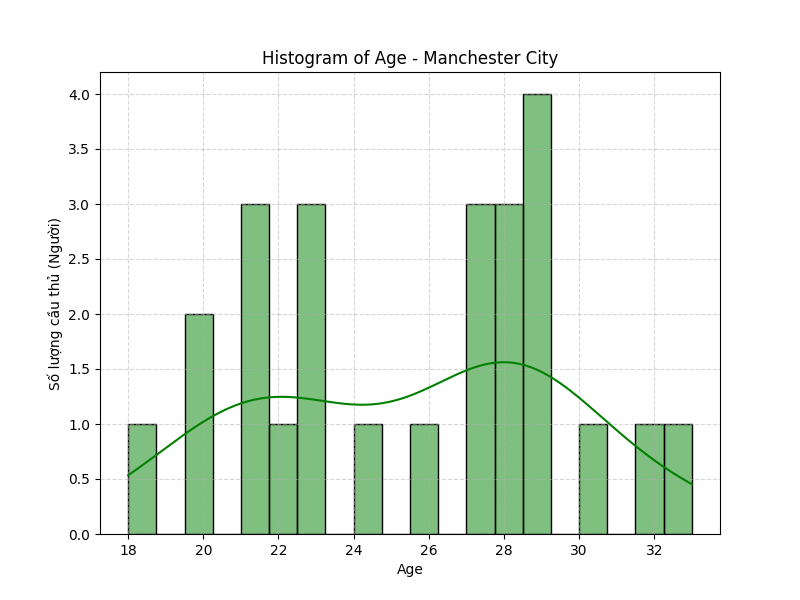 Histogram of Age - Manchester City
4.0
3.5
3.0
2.5
2.0
1.5
1.0
0.5
0.0
Số lượng cầu thủ (Người)
18 20 22 24 26 28 30 32
Age